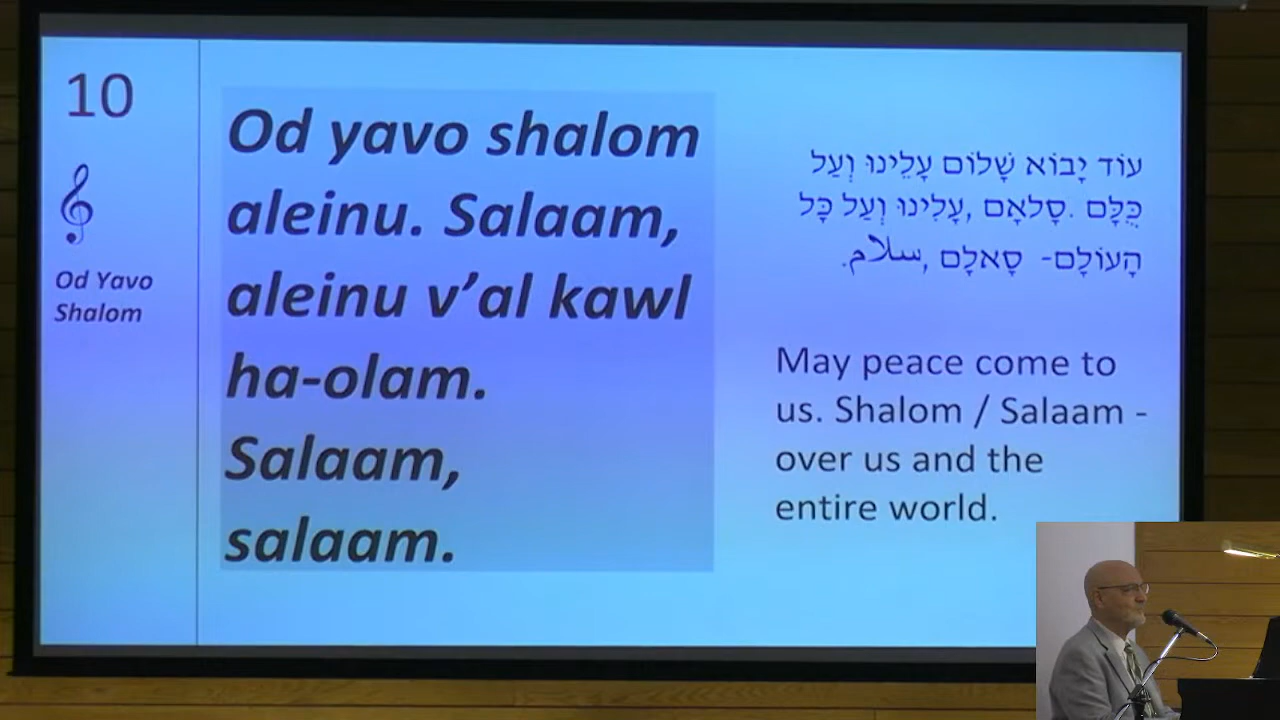 10
Od Yavo
Shalom
Od yavo shalom
aleinu. Salaam,
aleinu v’al kawl
ha-olam.
Salaam,
salaam.
עוֹד יָבוֹא שָׁלוֹם עָלֵינוּ וְעַל
כֻּלָּם .סָלאָם ,עָלִינוּ וְעַל כָּל
הָעוֹלָם- סָאלָם ,سلام.
May peace come to
us. Shalom / Salaam -
over us and the
entire world.